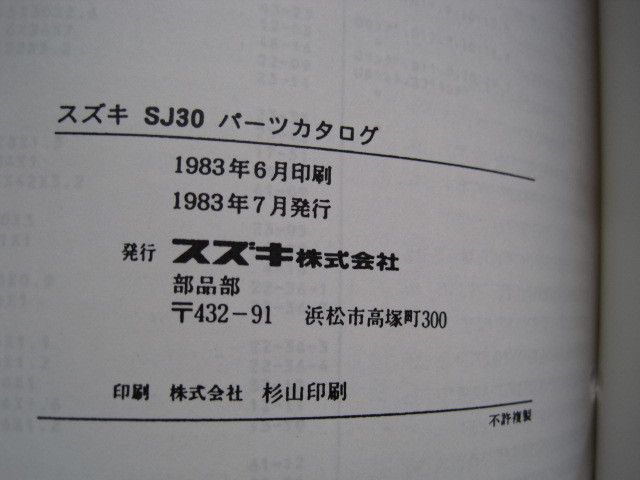 スズキ SJ30 パーツカタログ
1983年6月印刷
1983年7月発行
発行 スズキ株式会社
部品部
〒432-91 浜松市高塚町300
印刷 株式会社 杉山印刷
不許複製